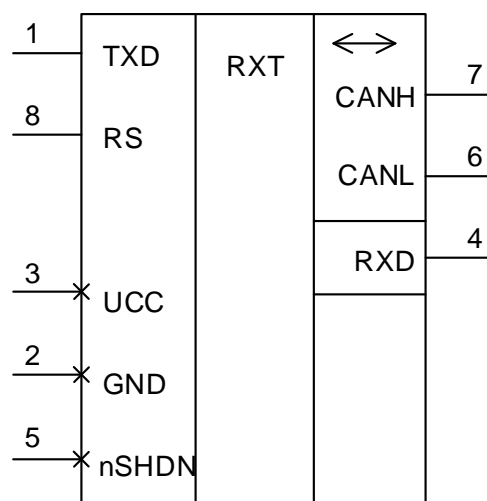 1 TXD RXT
CANH 7
8 RS
CANL 6
RXD 4
3 UCC
2 GND
5 nSHDN